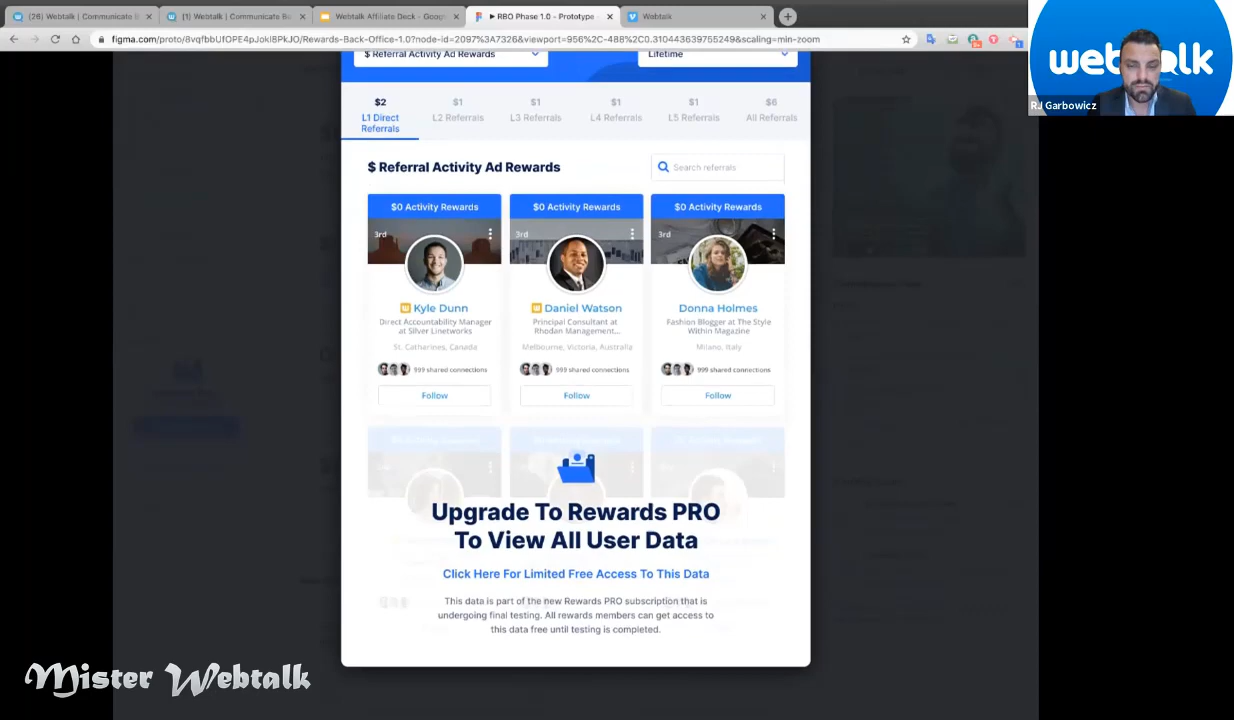 (26) Webtalk | Communicate B
(1) Webtalk | Communicate Be
Webtalk Affiliate Deck - Goog
RBO Phase 1.0 - Prototype -
Webtalk
figma.com/proto/8vqfbbUfOPE4pJokI8PkJO/Rewards-Back-Office-1.0?node-id=2097%3A7326&viewport=956%2C-488%2C0.310443639755249&scaling=min-zoom
webtalk
RJ Garbowicz
$ Referral Activity Ad Rewards
Lifetime
$2 $1 $1 $1 $1 $6
L1 Direct Referrals L2 Referrals L3 Referrals L4 Referrals L5 Referrals All Referrals
$ Referral Activity Ad Rewards
Search referrals
$0 Activity Rewards $0 Activity Rewards $0 Activity Rewards
3rd 3rd 3rd
Kyle Dunn Daniel Watson Donna Holmes
Direct Accountability Manager Principal Consultant at Fashion Blogger at The Style
at Silver Linetworks Rhodan Management... Within Magazine
St. Catharines, Canada Melbourne, Victoria, Australia Milano, Italy
999 shared connections 999 shared connections 999 shared connections
Follow Follow Follow
Upgrade To Rewards PRO
To View All User Data
Click Here For Limited Free Access To This Data
This data is part of the new Rewards PRO subscription that is
undergoing final testing. All rewards members can get access to
this data free until testing is completed.
Mister Webtalk